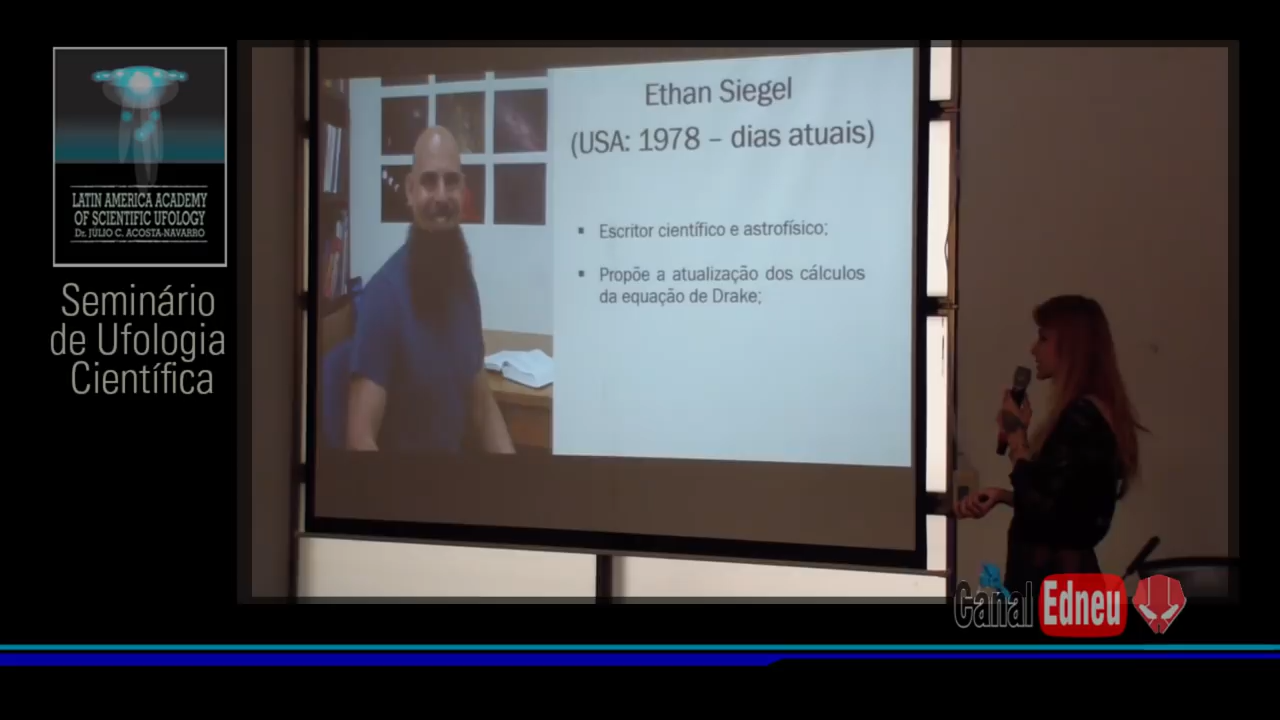 LATIN AMERICA ACADEMY
OF SCIENTIFIC UFOLOGY
Dr. JÚLIO C. ACOSTA-NAVARRO
Seminário
de Ufologia
Científica
Ethan Siegel
(USA: 1978 – dias atuais)
▪ Escritor científico e astrofísico;
▪ Propõe a atualização dos cálculos
da equação de Drake;
Canal Edneu